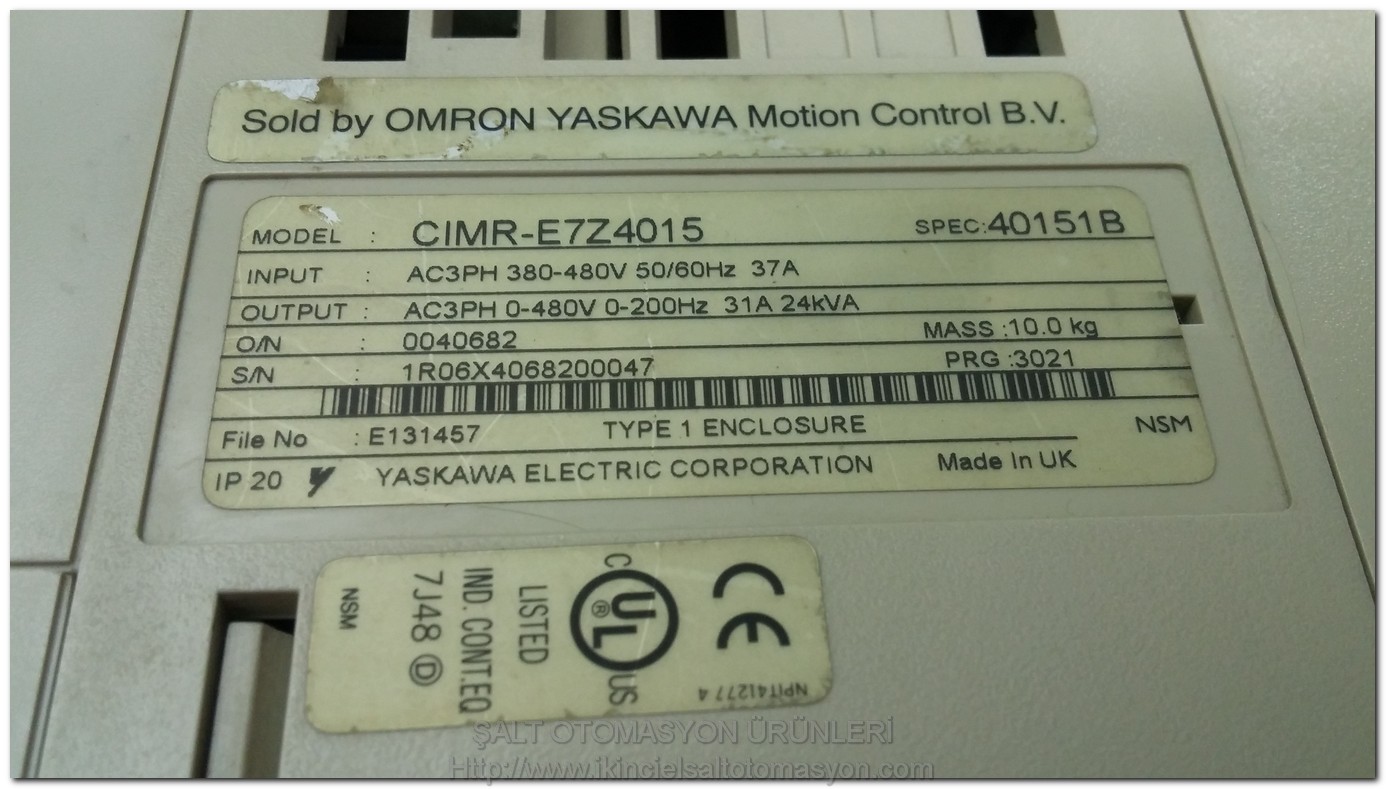 Sold by OMRON YASKAWA Motion Control B.V.
MODEL : CIMR-E7Z4015 SPEC:40151B
INPUT : AC3PH 380-480V 50/60Hz 37A
OUTPUT : AC3PH 0-480V 0-200Hz 31A 24kVA
O/N : 0040682 MASS :10.0 kg
S/N : 1R06X4068200047 PRG :3021
File No : E131457 TYPE 1 ENCLOSURE NSM
IP 20 YASKAWA ELECTRIC CORPORATION Made In UK
CE
NPIT41277 4
C UL ® US
LISTED
IND. CONT.EQ
7J48 D
NSM
ŞALT OTOMASYON ÜRÜNLERİ
Http://www.ikincielsaltotomasyon.com